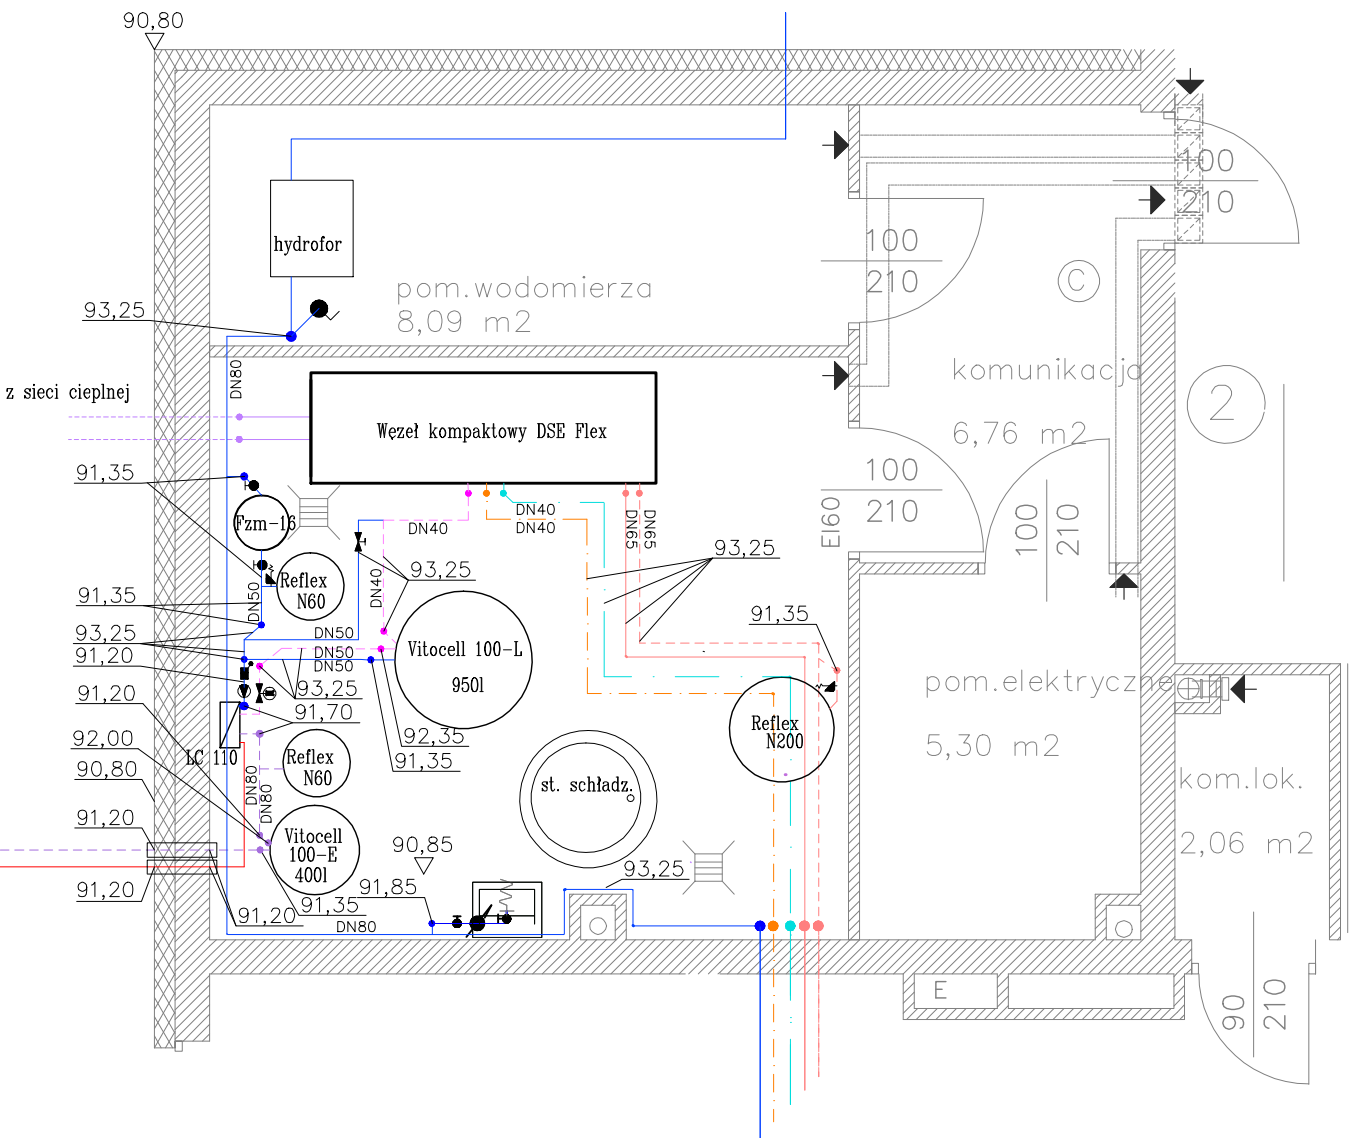 90,80
100
210
hydrofor
100
210
pom.wodomierza
8,09 m2
C
93,25
DN80
z sieci cieplnej
Węzeł kompaktowy DSE Flex
komunikacja
6,76 m2
2
91,35
100
210
EI60
100
210
Fzm-16
DN40
DN40
DN40
DN65
DN65
93,25
93,25
DN40
Reflex
N60
DN50
91,35
93,25
91,20
DN50
DN50
DN50
Vitocell 100-L
950l
91,35
93,25
91,20
91,70
92,35
91,35
pom.elektryczne
5,30 m2
Reflex
N200
92,00
LC 110
90,80
Reflex
N60
DN80
DN80
st. schładz.
kom.lok.
2,06 m2
91,20
Vitocell
100-E
400l
90,85
91,20
91,35
91,85
93,25
91,20
DN80
E
90
210